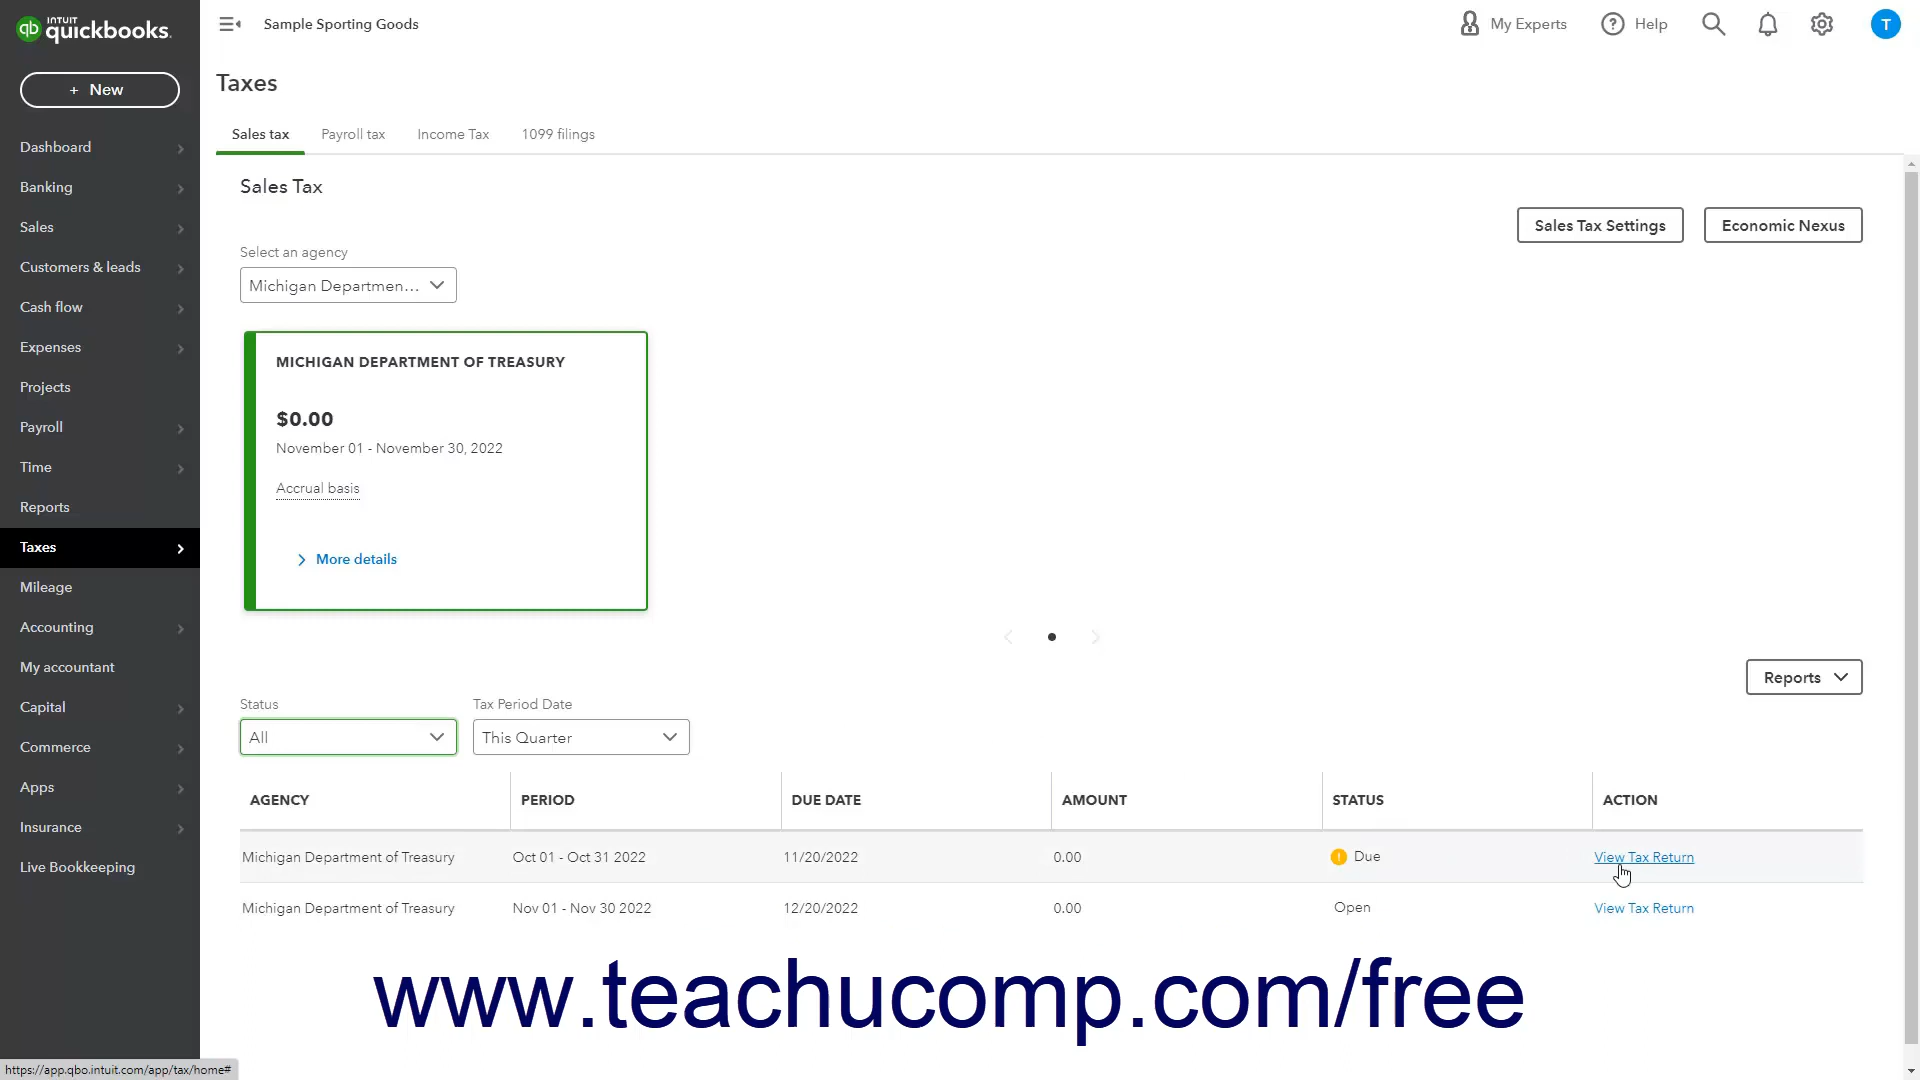 INTUIT
quickbooks.
Sample Sporting Goods
My Experts
Help
T
+ New
Dashboard
Banking
Sales
Customers & leads
Cash flow
Expenses
Projects
Payroll
Time
Reports
Taxes
Mileage
Accounting
My accountant
Capital
Commerce
Apps
Insurance
Live Bookkeeping
Taxes
Sales tax Payroll tax Income Tax 1099 filings
Sales Tax
Sales Tax Settings Economic Nexus
Select an agency
Michigan Departmen...
MICHIGAN DEPARTMENT OF TREASURY
$0.00
November 01 - November 30, 2022
Accrual basis
More details
Reports
Status Tax Period Date
All This Quarter
AGENCY PERIOD DUE DATE AMOUNT STATUS ACTION
Michigan Department of Treasury Oct 01 - Oct 31 2022 11/20/2022 0.00 Due View Tax Return
Michigan Department of Treasury Nov 01 - Nov 30 2022 12/20/2022 0.00 Open View Tax Return
www.teachucomp.com/free
https://app.qbo.intuit.com/app/tax/home#